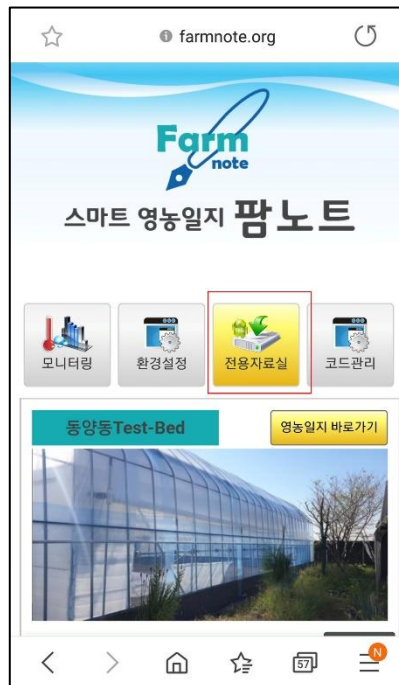 farmnote.org
Farm
note
스마트 영농일지 팜노트
모니터링
환경설정
전용자료실
코드관리
동양동Test-Bed
영농일지 바로가기
57
N